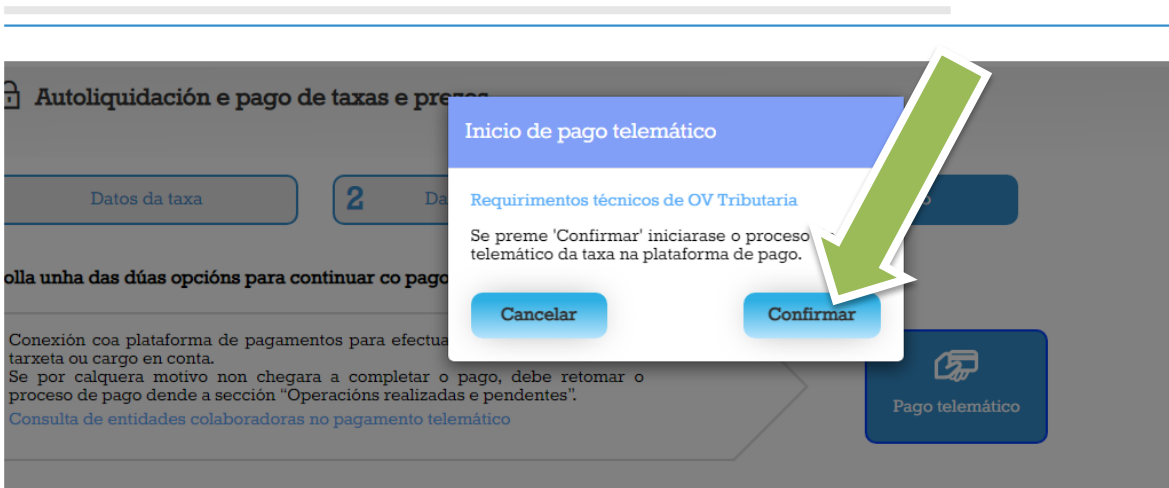 Autoliquidación e pago de taxas e prezos
Inicio de pago telemático
Datos da taxa
2
Da
Requirimentos técnicos de OV Tributaria
Se preme 'Confirmar' iniciarase o proceso
telemático da taxa na plataforma de pago.
olla unha das dúas opcións para continuar co pago
Cancelar
Confirmar
Conexión coa plataforma de pagamentos para efectua
tarxeta ou cargo en conta.
Se por calquera motivo non chegara a completar o pago, debe retomar o
proceso de pago dende a sección “Operacións realizadas e pendentes”.
Consulta de entidades colaboradoras no pagamento telemático
Pago telemático